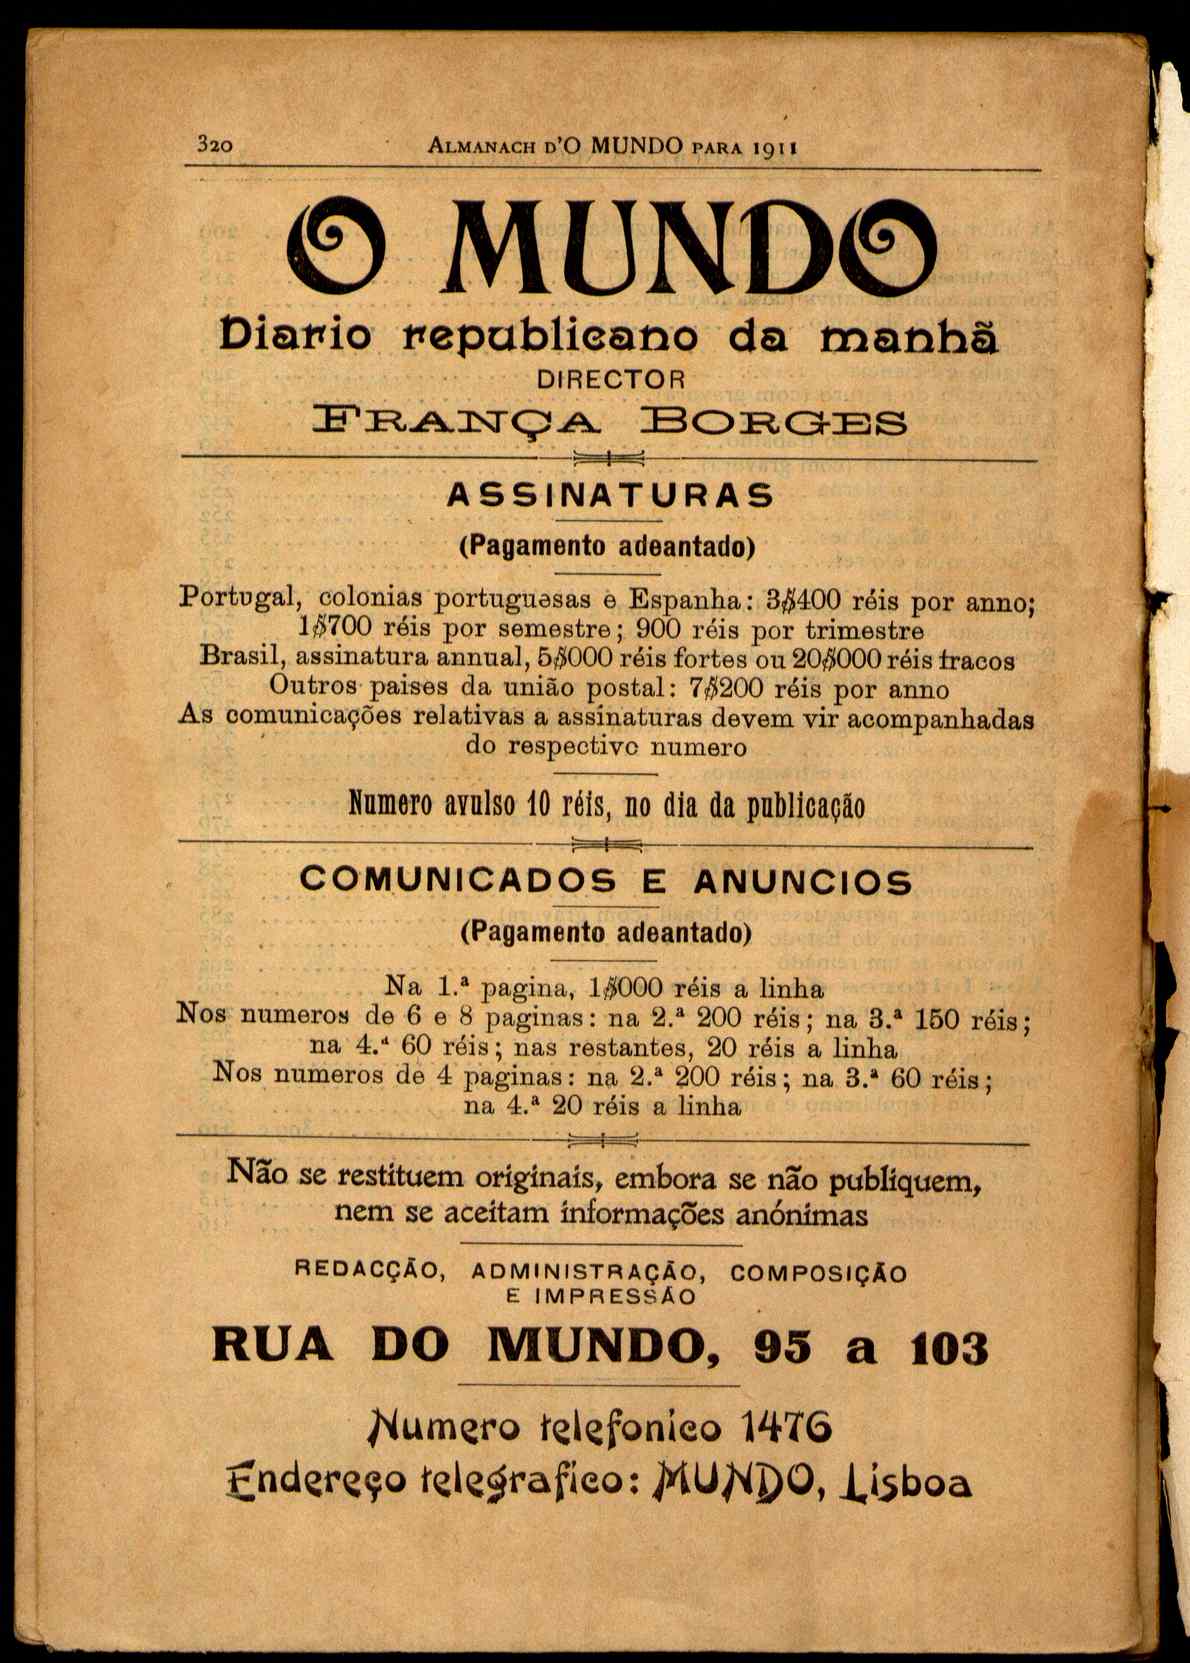 320
ALMANACH D'O MUNDO PARA 1911
O MUNDO
Diario republicano da manhã
DIRECTOR
FRANÇA BORGES
ASSINATURAS
(Pagamento adeantado)
Portugal, colonias portuguesas e Espanha: 3$400 réis por anno;
1$700 réis por semestre; 900 réis por trimestre
Brasil, assinatura annual, 5$000 réis fortes ou 20$000 réis fracos
Outros paises da união postal: 7$200 réis por anno
As comunicações relativas a assinaturas devem vir acompanhadas
do respectivo numero
Numero avulso 10 réis, no dia da publicação
COMUNICADOS E ANUNCIOS
(Pagamento adeantado)
Na 1.ª pagina, 1$000 réis a linha
Nos numeros de 6 e 8 paginas: na 2.ª 200 réis; na 3.ª 150 réis;
na 4.ª 60 réis; nas restantes, 20 réis a linha
Nos numeros de 4 paginas: na 2.ª 200 réis; na 3.ª 60 réis;
na 4.ª 20 réis a linha
Não se restituem originais, embora se não publiquem,
nem se aceitam informações anónimas
REDACÇÃO, ADMINISTRAÇÃO, COMPOSIÇÃO
E IMPRESSÃO
RUA DO MUNDO, 95 a 103
Numero telefonico 1476
Endereço telegrafico: MUNDO, Lisboa